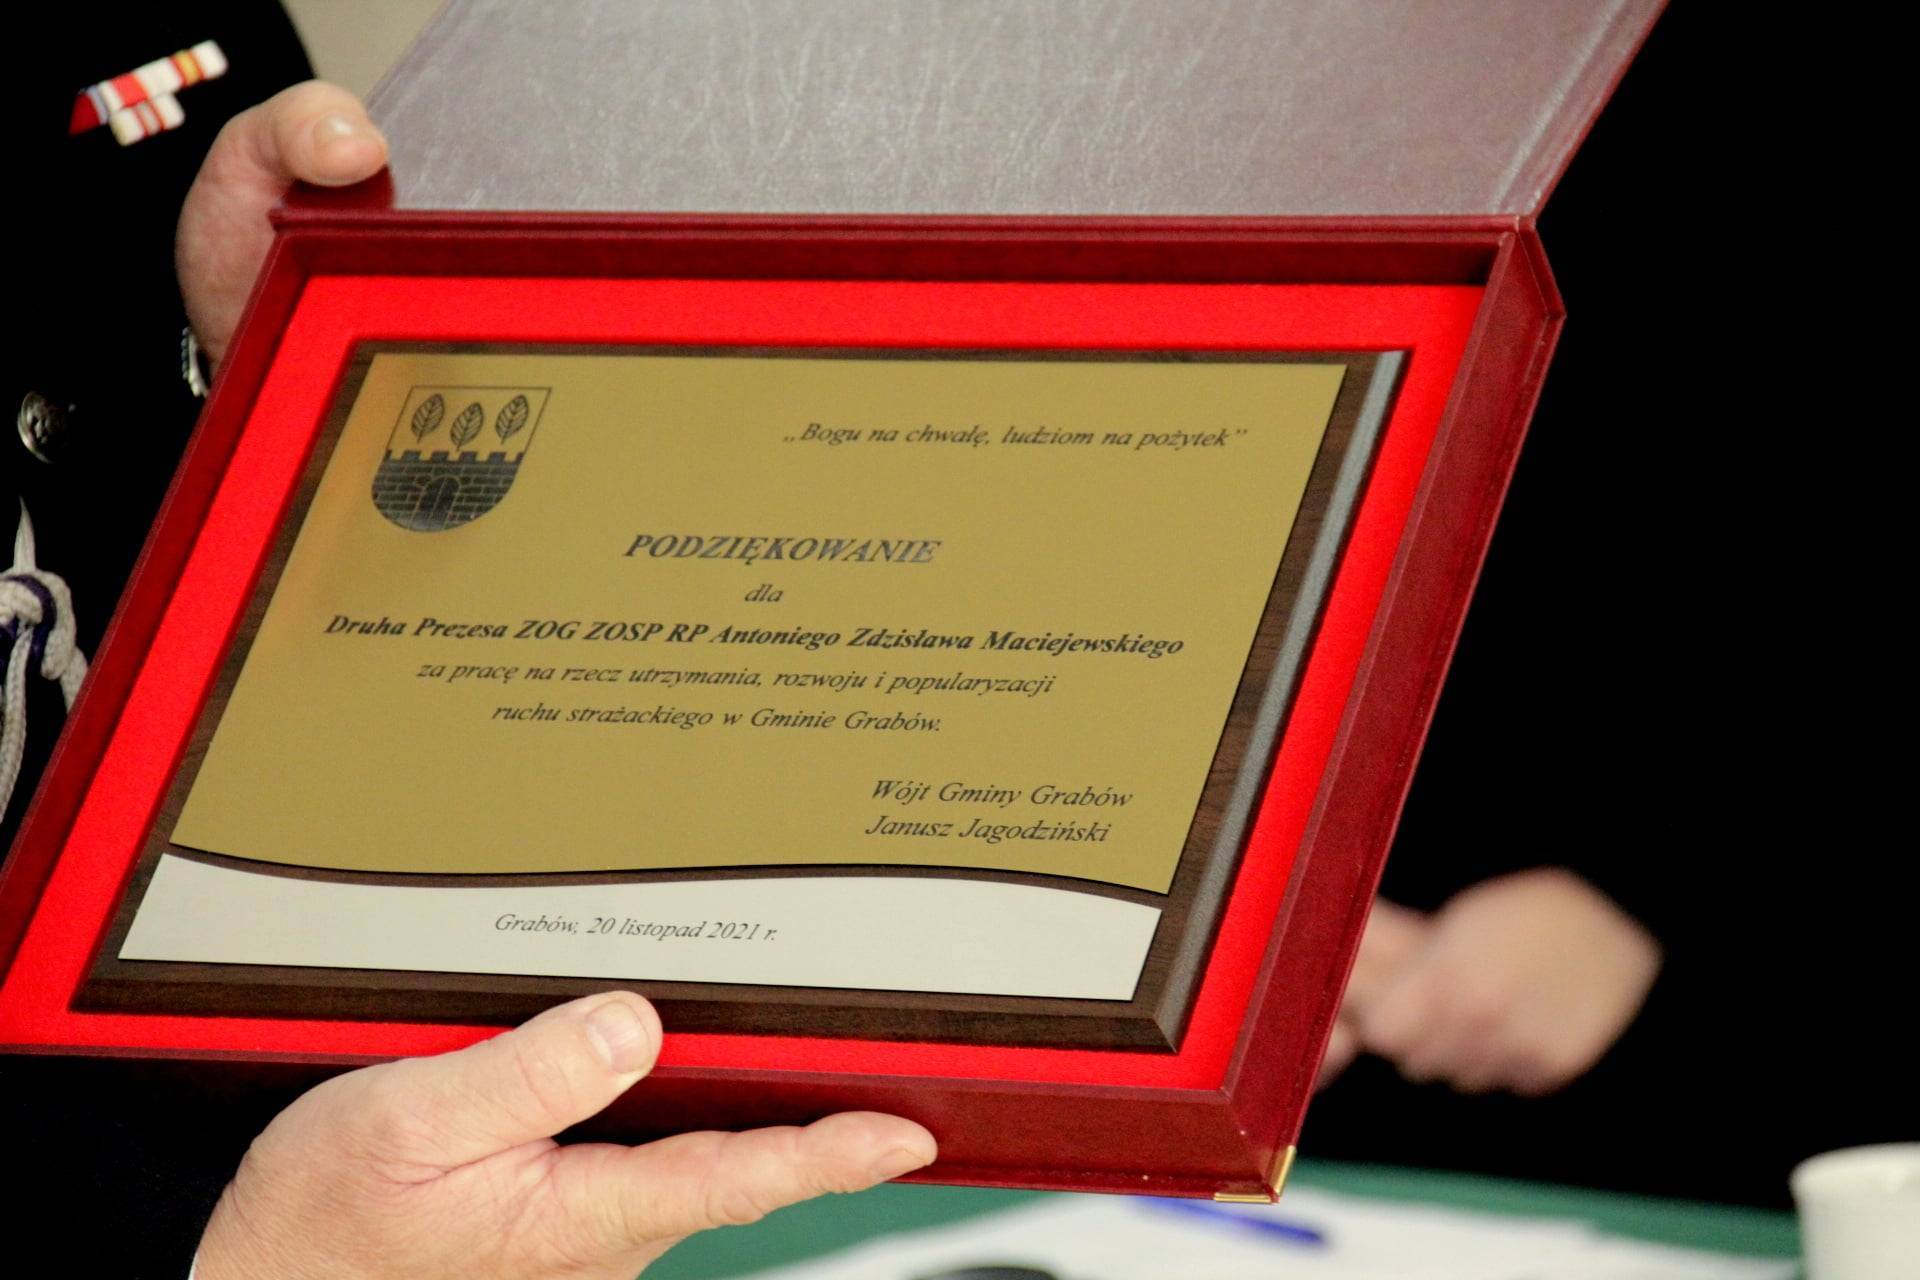 „Bogu na chwałę, ludziom na pożytek”
PODZIĘKOWANIE
dla
Druha Prezesa ZOG ZOSP RP Antoniego Zdzisława Maciejewskiego
za pracę na rzecz utrzymania, rozwoju i popularyzacji
ruchu strażackiego w Gminie Grabów.
Wójt Gminy Grabów
Janusz Jagodziński
Grabów, 20 listopad 2021 r.